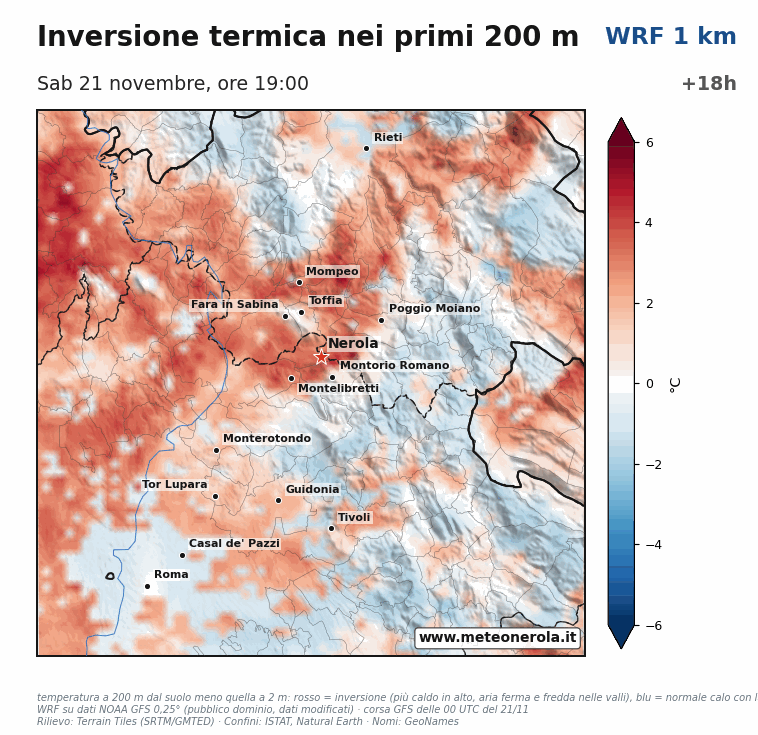 Inversione termica nei primi 200 m
WRF 1 km
Sab 21 novembre, ore 19:00
+18h
Rieti
Mompeo
Fara in Sabina
Toffia
Poggio Moiano
Nerola
Montorio Romano
Montelibretti
Monterotondo
Tor Lupara
Guidonia
Tivoli
Casal de' Pazzi
Roma
www.meteonerola.it
6
4
2
0
−2
−4
−6
°C
temperatura a 200 m dal suolo meno quella a 2 m: rosso = inversione (più caldo in alto, aria ferma e fredda nelle valli), blu = normale calo con
WRF su dati NOAA GFS 0,25° (pubblico dominio, dati modificati) · corsa GFS delle 00 UTC del 21/11
Rilievo: Terrain Tiles (SRTM/GMTED) · Confini: ISTAT, Natural Earth · Nomi: GeoNames